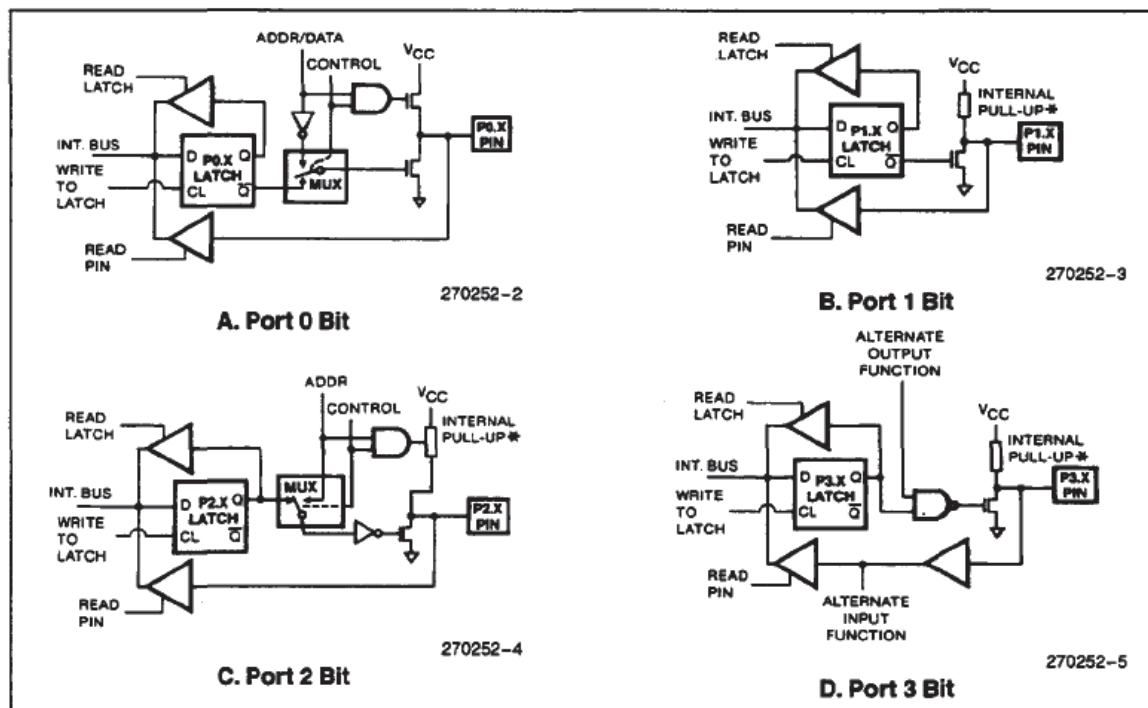 ADDR/DATA
CONTROL
VCC
READ
LATCH
INT. BUS
WRITE
TO
LATCH
D P0.X Q
LATCH
CL Q
MUX
P0.X
PIN
READ
PIN
270252-2
A. Port 0 Bit
READ
LATCH
VCC
INTERNAL
PULL-UP*
INT. BUS
WRITE
TO
LATCH
D P1.X Q
LATCH
CL Q
P1.X
PIN
READ
PIN
270252-3
B. Port 1 Bit
ADDR
CONTROL
VCC
INTERNAL
PULL-UP*
READ
LATCH
INT. BUS
WRITE
TO
LATCH
D P2.X Q
LATCH
CL Q
MUX
P2.X
PIN
READ
PIN
270252-4
C. Port 2 Bit
ALTERNATE
OUTPUT
FUNCTION
READ
LATCH
VCC
INTERNAL
PULL-UP*
INT. BUS
WRITE
TO
LATCH
D P3.X Q
LATCH
CL Q
P3.X
PIN
READ
PIN
ALTERNATE
INPUT
FUNCTION
270252-5
D. Port 3 Bit